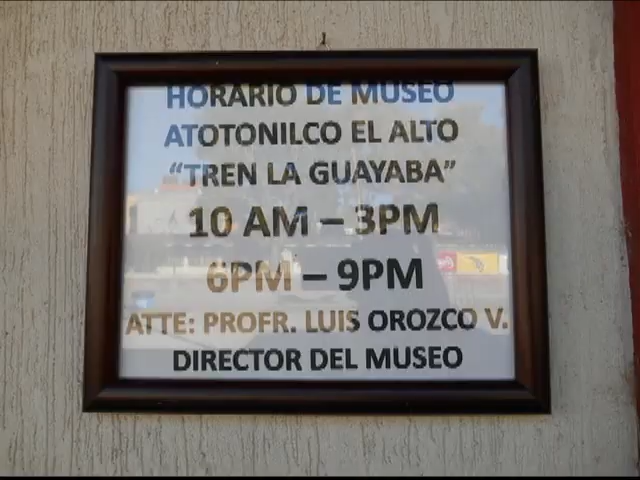 HORARIO DE MUSEO
ATOTONILCO EL ALTO
“TREN LA GUAYABA”
10 AM – 3PM
6PM – 9PM
ATTE: PROFR. LUIS OROZCO V.
DIRECTOR DEL MUSEO